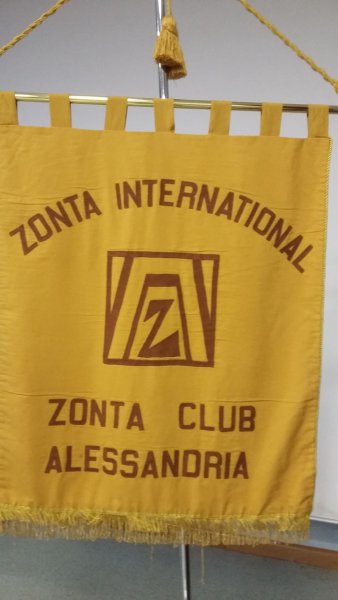 ZONTA INTERNATIONAL
Z
ZONTA CLUB
ALESSANDRIA